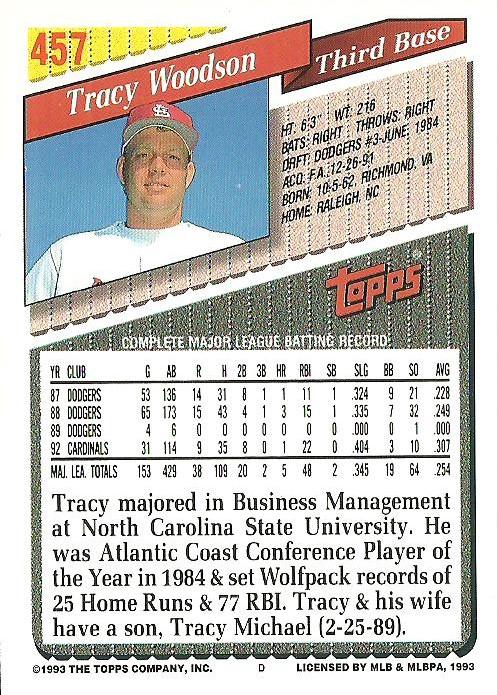 457
Tracy Woodson
Third Base
HT: 6'3" WT: 216
BATS: RIGHT THROWS: RIGHT
DRFT: DODGERS #3-JUNE, 1984
ACQ: F.A., 12-26-91
BORN: 10-5-62, RICHMOND, VA
HOME: RALEIGH, NC
TOPPS
COMPLETE MAJOR LEAGUE BATTING RECORD
YR CLUB G AB R H 2B 3B HR RBI SB SLG BB SO AVG
87 DODGERS 53 136 14 31 8 1 1 11 1 .324 9 21 .228
88 DODGERS 65 173 15 43 4 1 3 15 1 .335 7 32 .249
89 DODGERS 4 6 0 0 0 0 0 0 0 .000 0 1 .000
92 CARDINALS 31 114 9 35 8 0 1 22 0 .404 3 10 .307
MAJ. LEA. TOTALS 153 429 38 109 20 2 5 48 2 .345 19 64 .254
Tracy majored in Business Management
at North Carolina State University. He
was Atlantic Coast Conference Player of
the Year in 1984 & set Wolfpack records of
25 Home Runs & 77 RBI. Tracy & his wife
have a son, Tracy Michael (2-25-89).
©1993 THE TOPPS COMPANY, INC. D LICENSED BY MLB & MLBPA, 1993